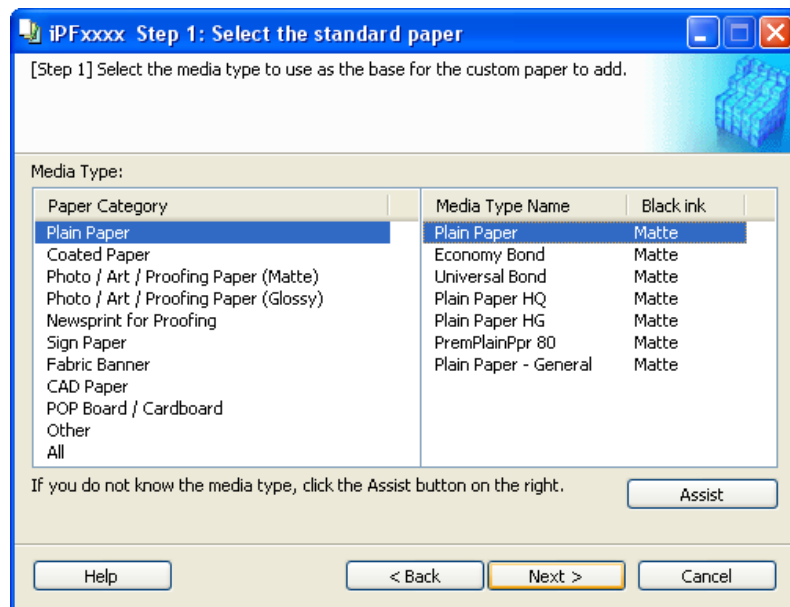 iPFxxxx Step 1: Select the standard paper
[Step 1] Select the media type to use as the base for the custom paper to add.
Media Type:
Paper Category
Plain Paper
Coated Paper
Photo / Art / Proofing Paper (Matte)
Photo / Art / Proofing Paper (Glossy)
Newsprint for Proofing
Sign Paper
Fabric Banner
CAD Paper
POP Board / Cardboard
Other
All
Media Type Name Black ink
Plain Paper Matte
Economy Bond Matte
Universal Bond Matte
Plain Paper HQ Matte
Plain Paper HG Matte
PremPlainPpr 80 Matte
Plain Paper - General Matte
If you do not know the media type, click the Assist button on the right.
Assist
Help
< Back
Next >
Cancel